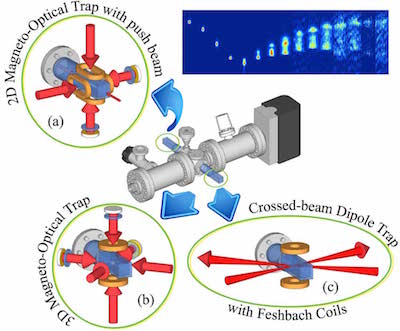 2D Magneto-Optical Trap with push beam
(a)
3D Magneto-Optical Trap
(b)
Crossed-beam Dipole Trap
(c)
with Feshbach Coils